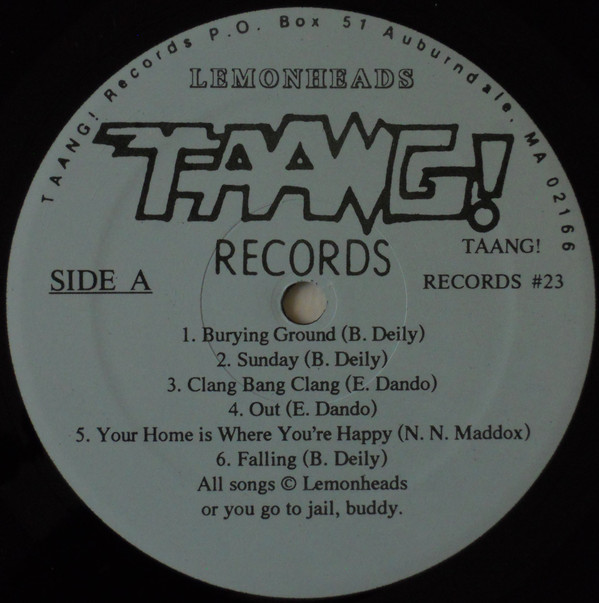 TAANG! Records P.O. Box 51 Auburndale, MA 02166
LEMONHEADS
TAANG!
RECORDS
TAANG!
SIDE A
RECORDS #23
1. Burying Ground (B. Deily)
2. Sunday (B. Deily)
3. Clang Bang Clang (E. Dando)
4. Out (E. Dando)
5. Your Home is Where You're Happy (N. N. Maddox)
6. Falling (B. Deily)
All songs © Lemonheads
or you go to jail, buddy.